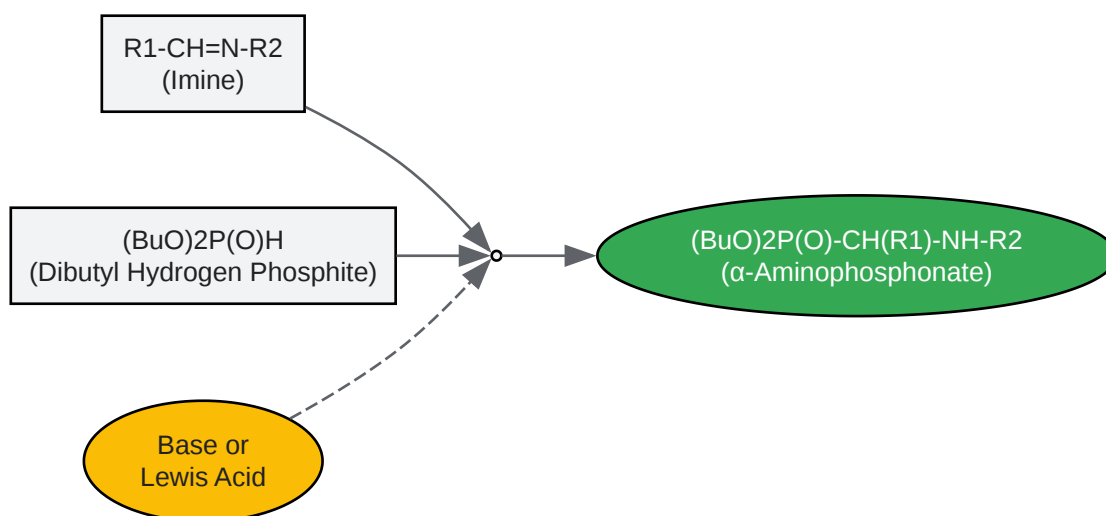 R1-CH=N-R2
(Imine)
(BuO)2P(O)H
(Dibutyl Hydrogen Phosphite)
(BuO)2P(O)-CH(R1)-NH-R2
(α-Aminophosphonate)
Base or
Lewis Acid